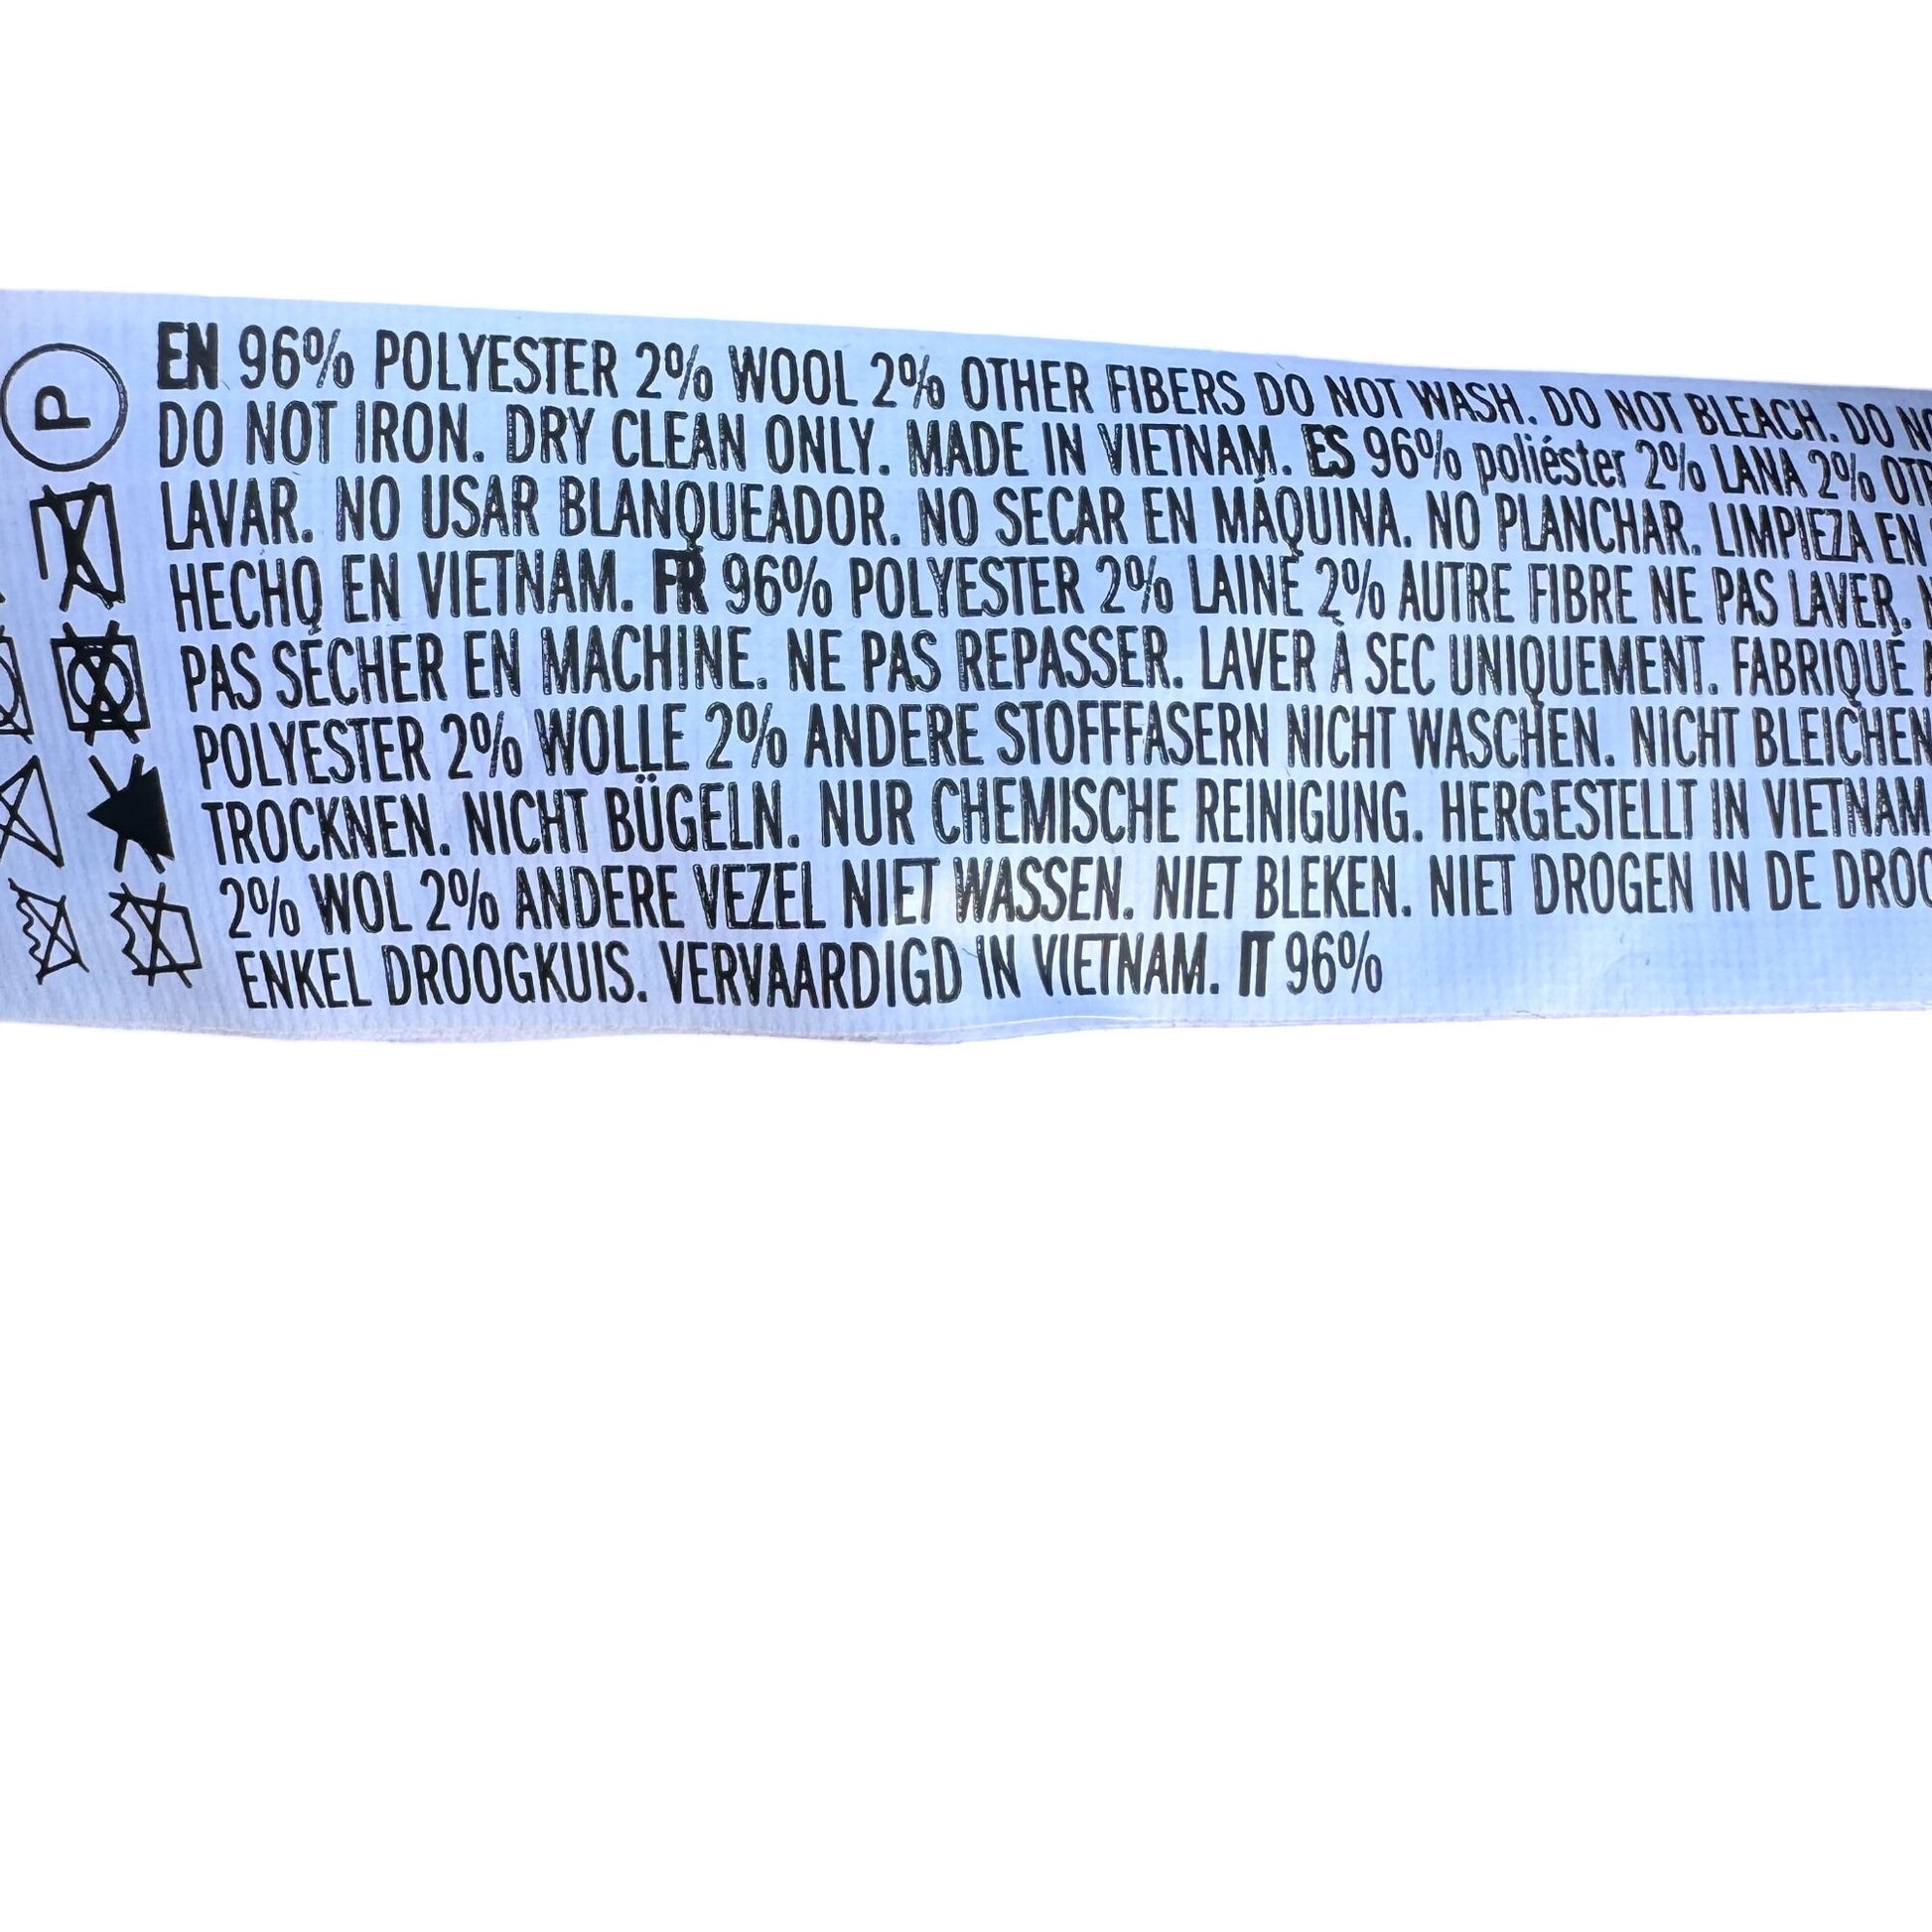 P
EN 96% POLYESTER 2% WOOL 2% OTHER FIBERS DO NOT WASH. DO NOT BLEACH. DO
DO NOT IRON. DRY CLEAN ONLY. MADE IN VIETNAM. ES 96% poliéster 2% LANA 2%
LAVAR. NO USAR BLANQUEADOR. NO SECAR EN MÁQUINA. NO PLANCHAR. LIMPIEZA EN
HECHO EN VIETNAM. FR 96% POLYESTER 2% LAINE 2% AUTRE FIBRE NE PAS LAVER.
PAS SÉCHER EN MACHINE. NE PAS REPASSER. LAVER À SEC UNIQUEMENT. FABRIQUÉ
POLYESTER 2% WOLLE 2% ANDERE STOFFFASERN NICHT WASCHEN. NICHT BLEICHEN
TROCKNEN. NICHT BÜGELN. NUR CHEMISCHE REINIGUNG. HERGESTELLT IN VIETNAM
2% WOL 2% ANDERE VEZEL NIET WASSEN. NIET BLEKEN. NIET DROGEN IN DE
ENKEL DROOGKUIS. VERVAARDIGD IN VIETNAM. IT 96%